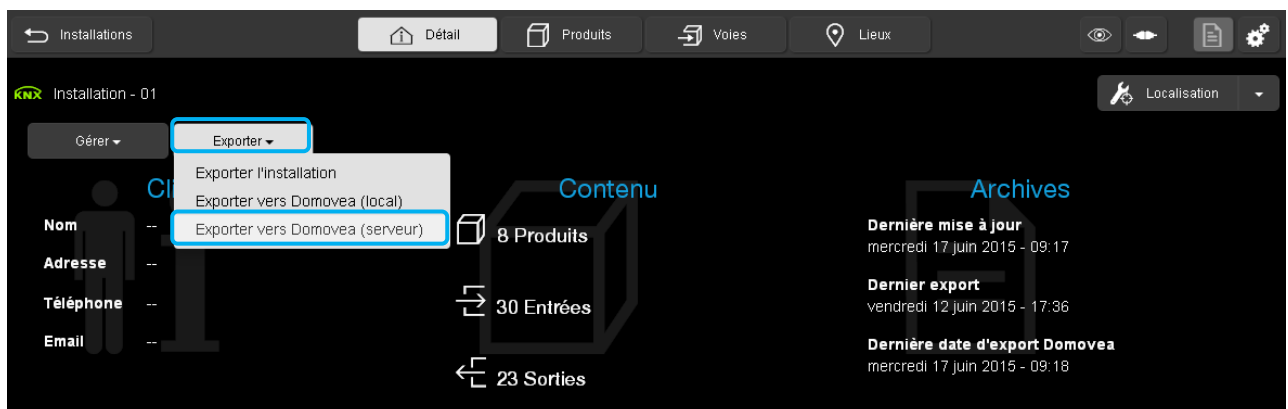 Installations
Détail
Produits
Voies
Lieux
KNX Installation - 01
Localisation
Gérer
Exporter
Exporter l'installation
Exporter vers Domovea (local)
Exporter vers Domovea (serveur)
Cli
Nom --
Adresse --
Téléphone --
Email --
Contenu
8 Produits
30 Entrées
23 Sorties
Archives
Dernière mise à jour
mercredi 17 juin 2015 - 09:17
Dernier export
vendredi 12 juin 2015 - 17:36
Dernière date d'export Domovea
mercredi 17 juin 2015 - 09:18